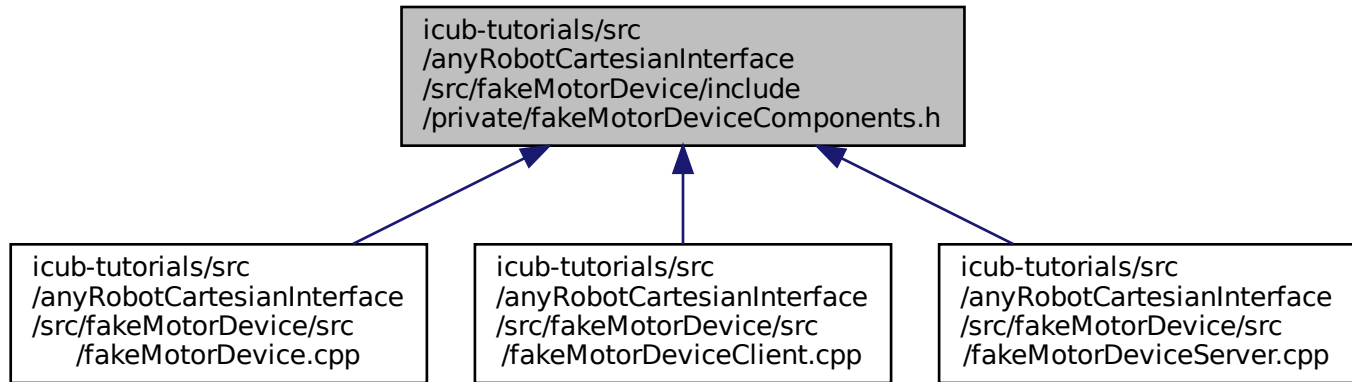 icub-tutorials/src
/anyRobotCartesianInterface
/src/fakeMotorDevice/include
/private/fakeMotorDeviceComponents.h
icub-tutorials/src
/anyRobotCartesianInterface
/src/fakeMotorDevice/src
/fakeMotorDevice.cpp
icub-tutorials/src
/anyRobotCartesianInterface
/src/fakeMotorDevice/src
/fakeMotorDeviceClient.cpp
icub-tutorials/src
/anyRobotCartesianInterface
/src/fakeMotorDevice/src
/fakeMotorDeviceServer.cpp